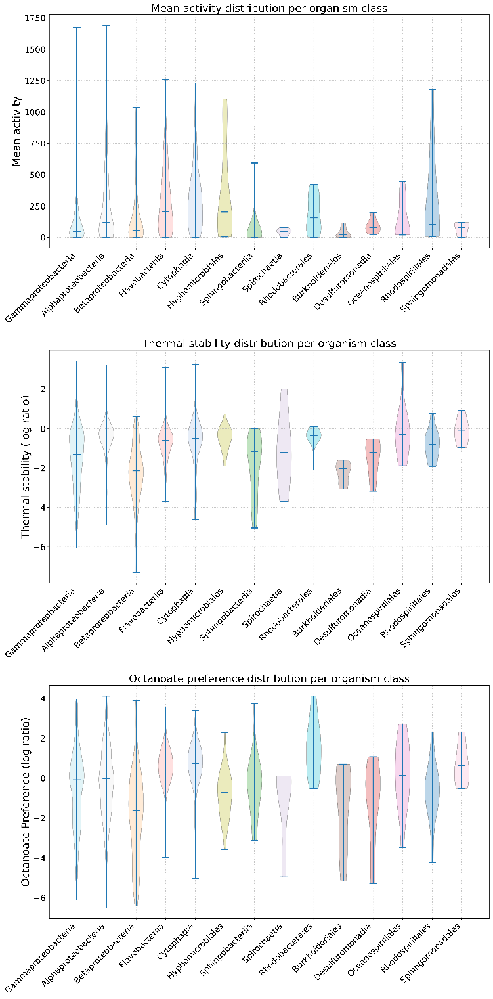 Mean activity distribution per organism class
1750
1500
1250
1000
750
500
250
0
Mean activity
Gammaproteobacteria
Alphaproteobacteria
Betaproteobacteria
Flavobacteriia
Cytophagia
Hyphomicrobiales
Sphingobacteriia
Spirochaetia
Rhodobacterales
Burkholderiales
Desulfuromonadia
Oceanospirillales
Rhodospirillales
Sphingomonadales
Thermal stability distribution per organism class
2
0
−2
−4
−6
Thermal stability (log ratio)
Gammaproteobacteria
Alphaproteobacteria
Betaproteobacteria
Flavobacteriia
Cytophagia
Hyphomicrobiales
Sphingobacteriia
Spirochaetia
Rhodobacterales
Burkholderiales
Desulfuromonadia
Oceanospirillales
Rhodospirillales
Sphingomonadales
Octanoate preference distribution per organism class
4
2
0
−2
−4
−6
Octanoate Preference (log ratio)
Gammaproteobacteria
Alphaproteobacteria
Betaproteobacteria
Flavobacteriia
Cytophagia
Hyphomicrobiales
Sphingobacteriia
Spirochaetia
Rhodobacterales
Burkholderiales
Desulfuromonadia
Oceanospirillales
Rhodospirillales
Sphingomonadales